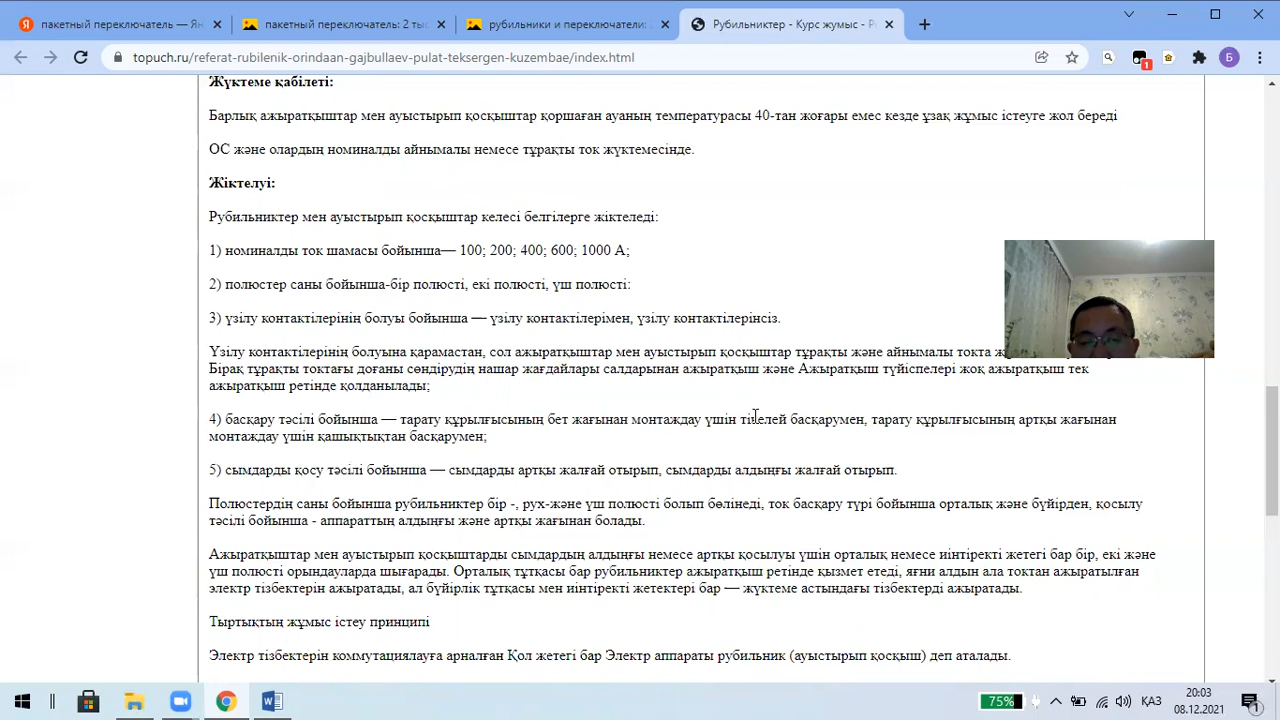 пакетный переключатель — Ян
пакетный переключатель: 2 тыс
рубильники и переключатели:
Рубильниктер - Курс жумыс - Р
topuch.ru/referat-rubilenik-orindaan-gajbullaev-pulat-teksergen-kuzembae/index.html
Б
1
Жүктеме қабілеті:
Барлық ажыратқыштар мен ауыстырып қосқыштар қоршаған ауаның температурасы 40-тан жоғары емес кезде ұзақ жұмыс істеуге жол береді
ОС және олардың номиналды айнымалы немесе тұрақты ток жүктемесінде.
Жіктелуі:
Рубильниктер мен ауыстырып қосқыштар келесі белгілерге жіктеледі:
1) номиналды ток шамасы бойынша— 100; 200; 400; 600; 1000 А;
2) полюстер саны бойынша-бір полюсті, екі полюсті, үш полюсті:
3) үзілу контактілерінің болуы бойынша — үзілу контактілерімен, үзілу контактілерінсіз.
Үзілу контактілерінің болуына қарамастан, сол ажыратқыштар мен ауыстырып қосқыштар тұрақты және айнымалы токта
Бірақ тұрақты токтағы доғаны сөндірудің нашар жағдайлары салдарынан ажыратқыш және Ажыратқыш түйіспелері жоқ ажыратқыш тек
ажыратқыш ретінде қолданылады;
4) басқару тәсілі бойынша — тарату құрылғысының бет жағынан монтаждау үшін тікелей басқарумен, тарату құрылғысының артқы жағынан
монтаждау үшін қашықтықтан басқарумен;
5) сымдарды қосу тәсілі бойынша — сымдарды артқы жалғай отырып, сымдарды алдыңғы жалғай отырып.
Полюстердің саны бойынша рубильниктер бір -, рух-және үш полюсті болып бөлінеді, ток басқару түрі бойынша орталық және бүйірден, қосылу
тәсілі бойынша - аппараттың алдыңғы және артқы жағынан болады.
Ажыратқыштар мен ауыстырып қосқыштарды сымдардың алдыңғы немесе артқы қосылуы үшін орталық немесе иінтіректі жетегі бар бір, екі және
үш полюсті орындауларда шығарады. Орталық тұтқасы бар рубильниктер ажыратқыш ретінде қызмет етеді, яғни алдын ала токтан ажыратылған
электр тізбектерін ажыратады, ал бүйірлік тұтқасы мен иінтіректі жетектері бар — жүктеме астындағы тізбектерді ажыратады.
Тыртықтың жұмыс істеу принципі
Электр тізбектерін коммутациялауға арналған Қол жетегі бар Электр аппараты рубильник (ауыстырып қосқыш) деп аталады.
75%
ҚАЗ
20:03
08.12.2021
1